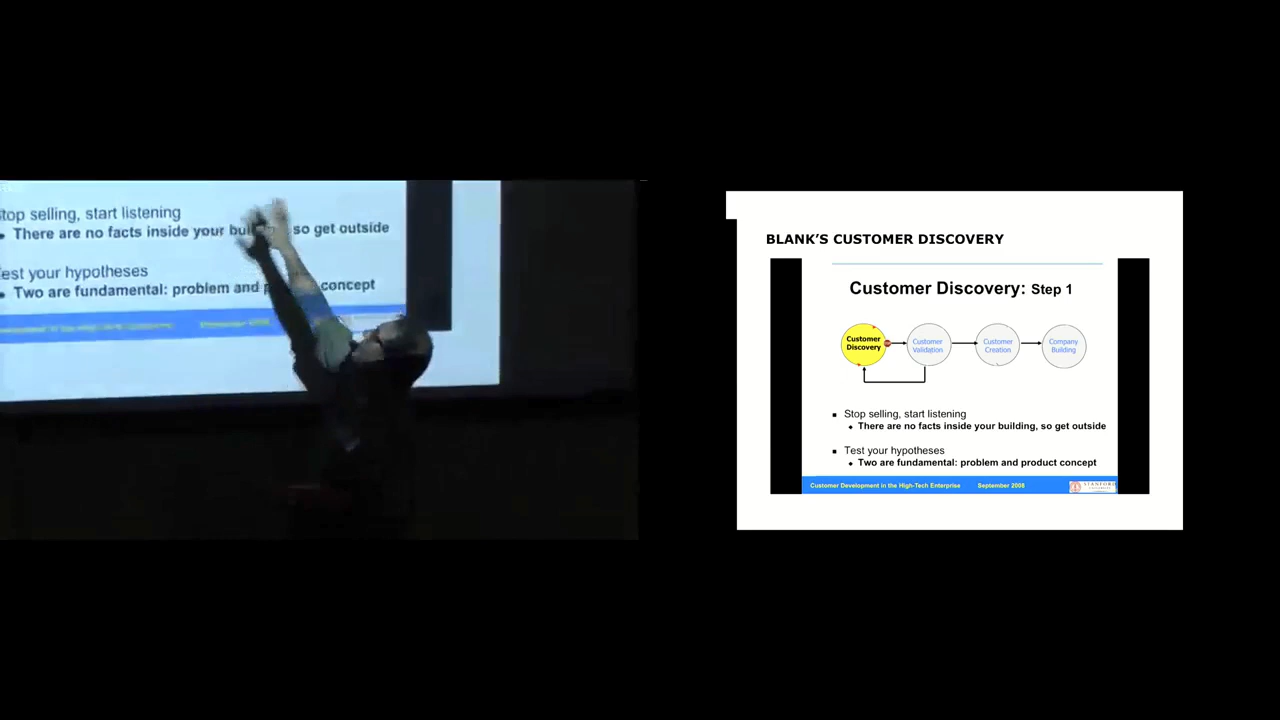 top selling, start listening
There are no facts inside your so get outside
est your hypotheses
Two are fundamental: problem and concept
BLANK'S CUSTOMER DISCOVERY
Customer Discovery: Step 1
Customer
Discovery
Customer
Validation
Customer
Creation
Company
Building
Stop selling, start listening
There are no facts inside your building, so get outside
Test your hypotheses
Two are fundamental: problem and product concept
Customer Development in the High-Tech Enterprise September 2008
STANFORD